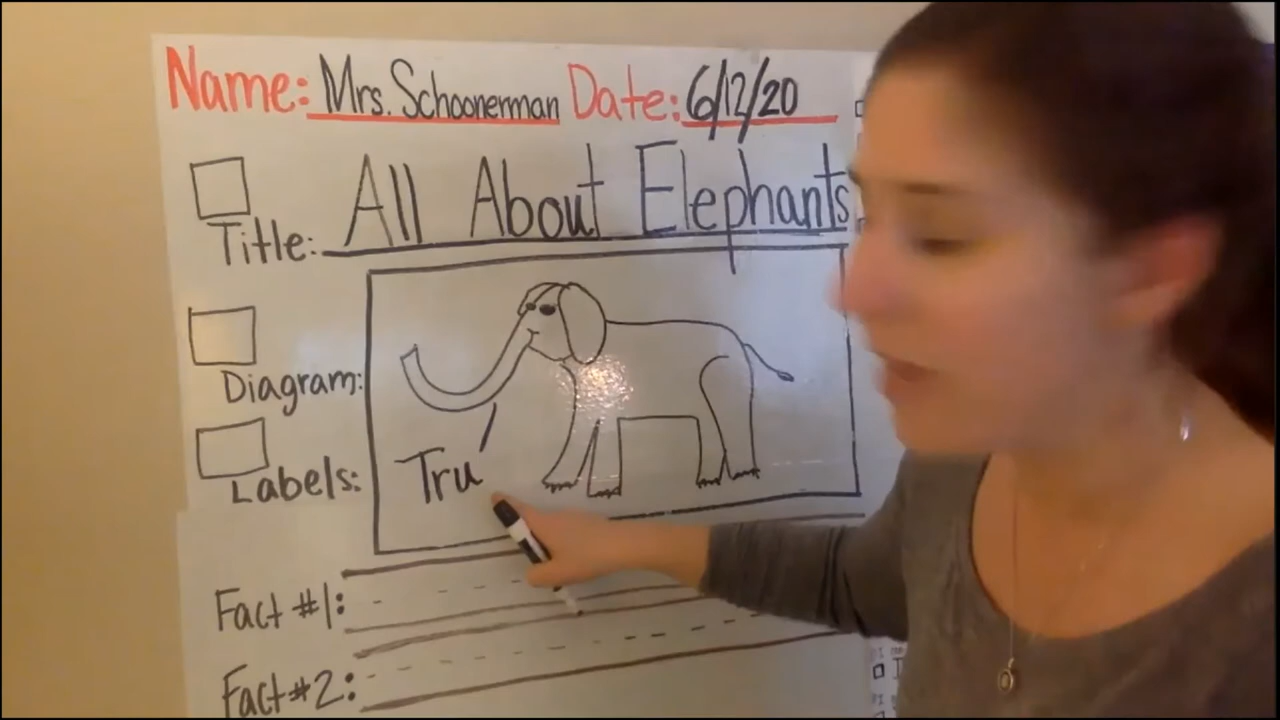 Name: Mrs. Schoonerman Date: 6/12/20
Title: All About Elephants
Diagram:
Labels:
Tru
Fact #1:
Fact #2: